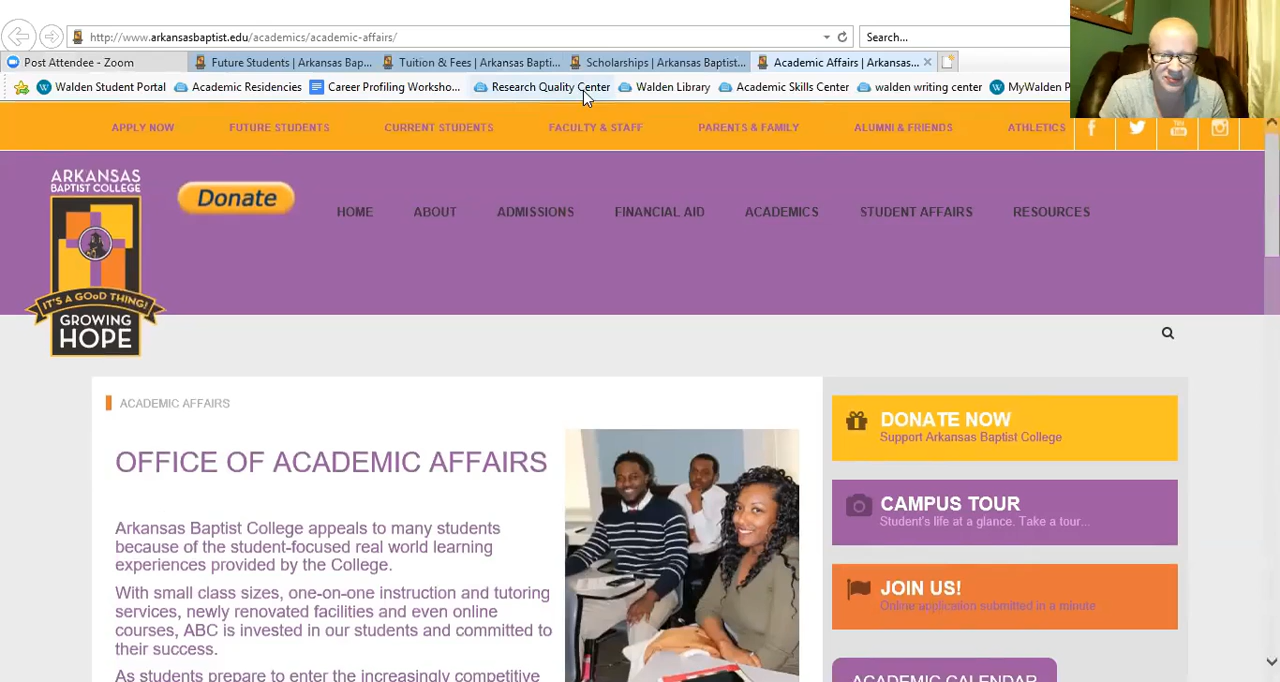 http://www.arkansasbaptist.edu/academics/academic-affairs/
Search...
Post Attendee - Zoom
Future Students | Arkansas Bap...
Tuition & Fees | Arkansas Bapti...
Scholarships | Arkansas Baptist...
Academic Affairs | Arkansas...
Walden Student Portal
Academic Residencies
Career Profiling Worksho...
Research Quality Center
Walden Library
Academic Skills Center
walden writing center
MyWalden P
APPLY NOW
FUTURE STUDENTS
CURRENT STUDENTS
FACULTY & STAFF
PARENTS & FAMILY
ALUMNI & FRIENDS
ATHLETICS
You Tube
ARKANSAS
BAPTIST COLLEGE
IT'S A GOoD THING!
GROWING
HOPE
Donate
HOME
ABOUT
ADMISSIONS
FINANCIAL AID
ACADEMICS
STUDENT AFFAIRS
RESOURCES
ACADEMIC AFFAIRS
OFFICE OF ACADEMIC AFFAIRS
Arkansas Baptist College appeals to many students
because of the student-focused real world learning
experiences provided by the College.
With small class sizes, one-on-one instruction and tutoring
services, newly renovated facilities and even online
courses, ABC is invested in our students and committed to
their success.
As students prepare to enter the increasingly competitive
DONATE NOW
Support Arkansas Baptist College
CAMPUS TOUR
Student's life at a glance. Take a tour...
JOIN US!
Online application submitted in a minute
ACADEMIC CALENDAR